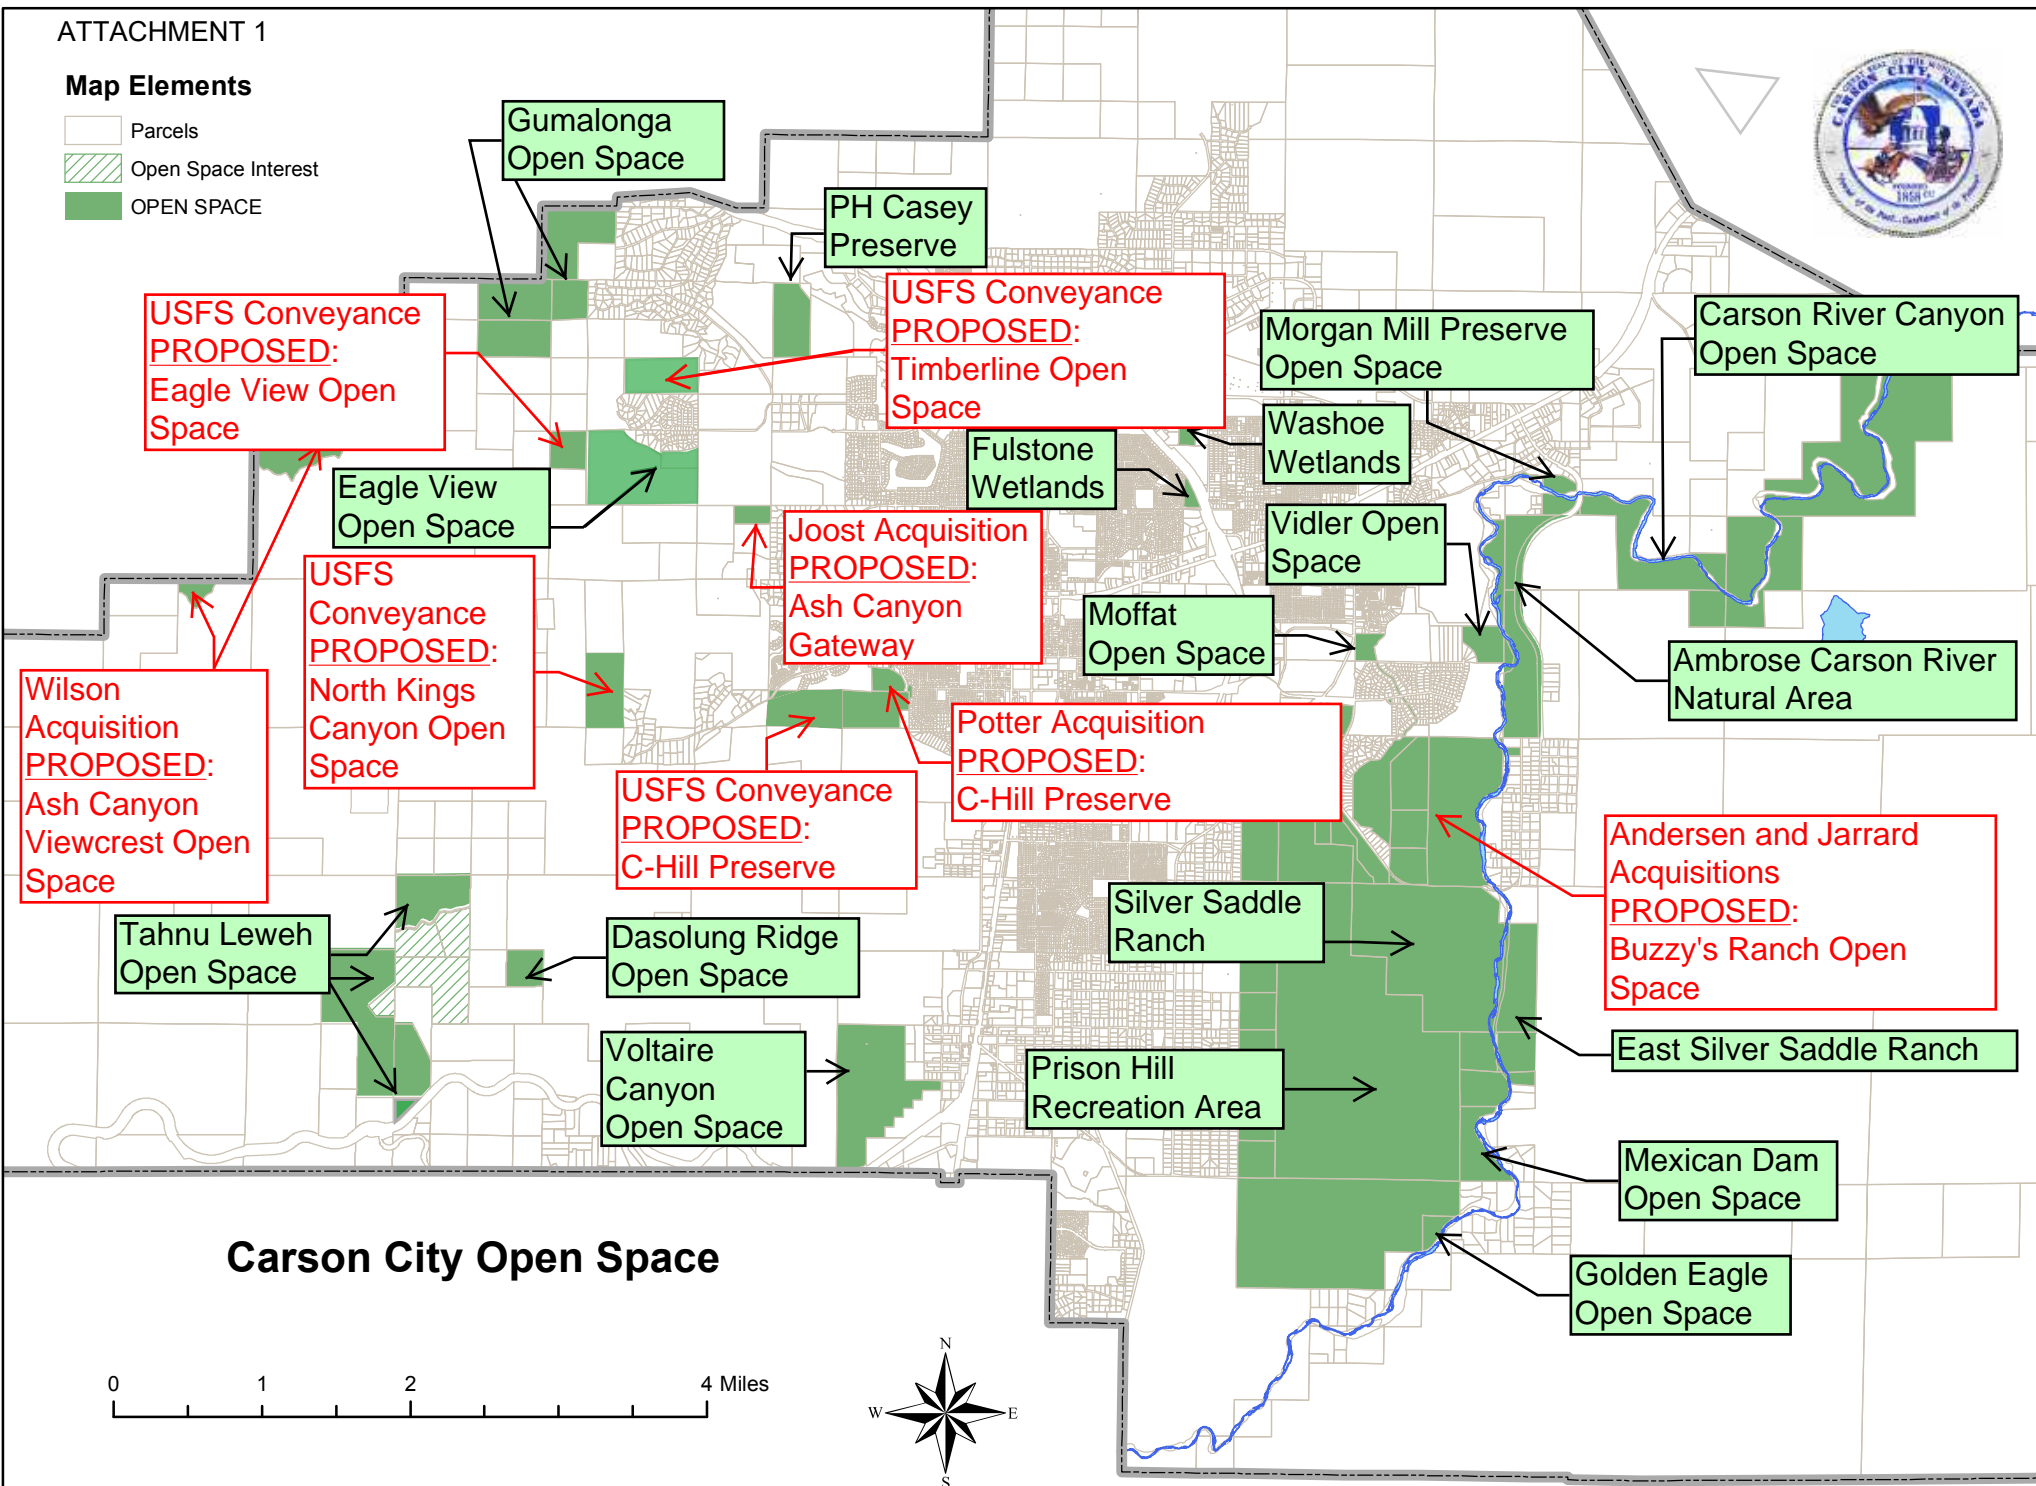 ATTACHMENT 1
Map Elements
Parcels
Open Space Interest
OPEN SPACE
Gumalonga
Open Space
PH Casey
Preserve
CARSON CITY, NEVADA
USFS Conveyance
PROPOSED:
Eagle View Open
Space
USFS Conveyance
PROPOSED:
Timberline Open
Space
Morgan Mill Preserve
Open Space
Carson River Canyon
Open Space
Washoe
Wetlands
Fulstone
Wetlands
Eagle View
Open Space
Vidler Open
Space
Joost Acquisition
PROPOSED:
Ash Canyon
Gateway
USFS
Conveyance
PROPOSED:
North Kings
Canyon Open
Space
Moffat
Open Space
Ambrose Carson River
Natural Area
Wilson
Acquisition
PROPOSED:
Ash Canyon
Viewcrest Open
Space
Potter Acquisition
PROPOSED:
C-Hill Preserve
USFS Conveyance
PROPOSED:
C-Hill Preserve
Andersen and Jarrard
Acquisitions
PROPOSED:
Buzzy's Ranch Open
Space
Silver Saddle
Ranch
Tahnu Leweh
Open Space
Dasolung Ridge
Open Space
Voltaire
Canyon
Open Space
Prison Hill
Recreation Area
East Silver Saddle Ranch
Mexican Dam
Open Space
Golden Eagle
Open Space
Carson City Open Space
0 1 2 4 Miles
N
W E
S